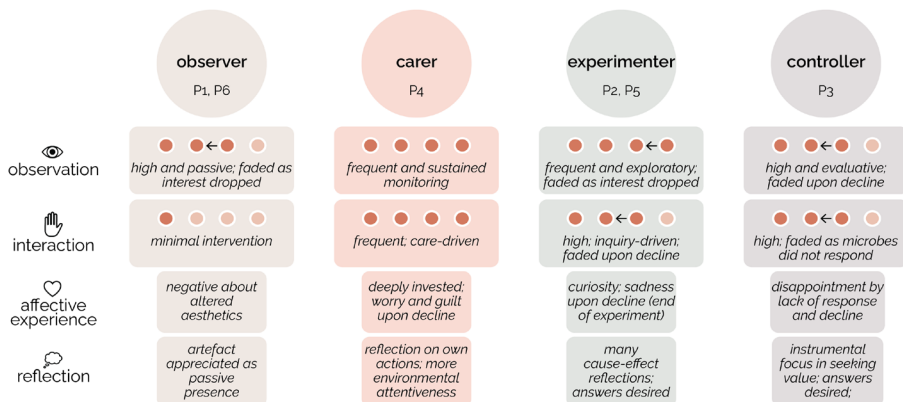 observer
P1, P6
carer
P4
experimenter
P2, P5
controller
P3
observation
high and passive; faded as
interest dropped
frequent and sustained
monitoring
frequent and exploratory;
faded as interest dropped
high and evaluative;
faded upon decline
interaction
minimal intervention
frequent; care-driven
high; inquiry-driven;
faded upon decline
high; faded as microbes
did not respond
affective
experience
negative about
altered
aesthetics
deeply invested;
worry and guilt
upon decline
curiosity; sadness
upon decline (end
of experiment)
disappointment by
lack of response
and decline
reflection
artefact
appreciated as
passive
presence
reflection on own
actions; more
environmental
attentiveness
many
cause-effect
reflections;
answers desired
instrumental
focus in seeking
value; answers
desired;